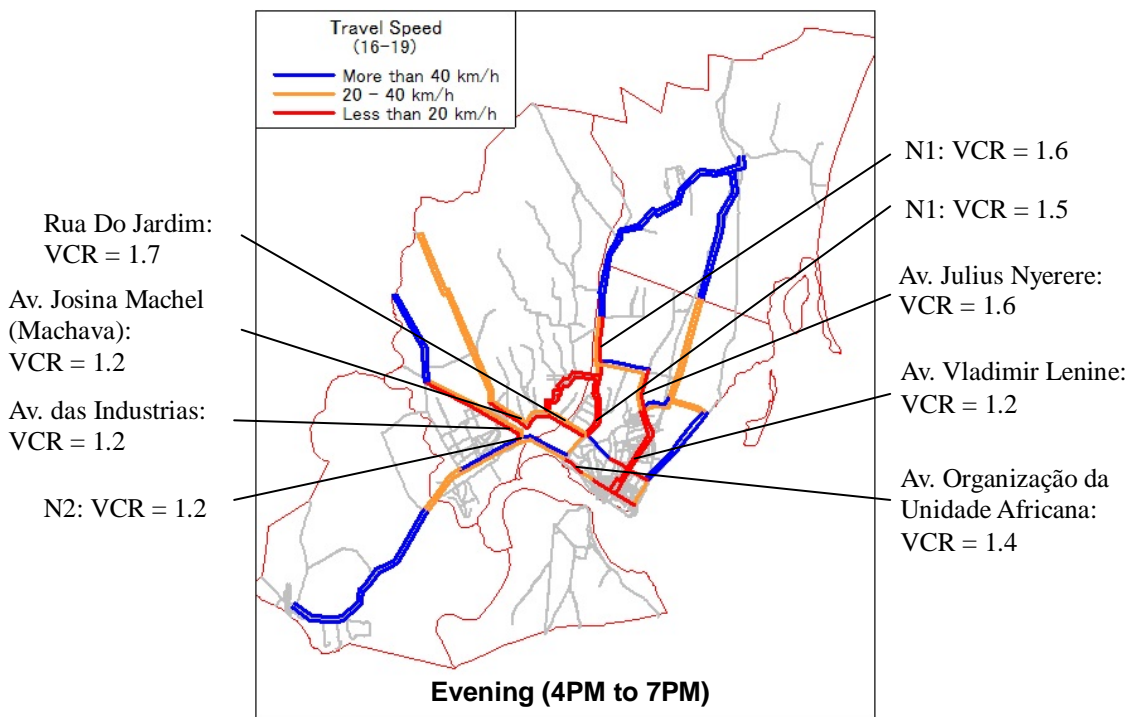 Travel Speed
(16-19)
More than 40 km/h
20 - 40 km/h
Less than 20 km/h
Rua Do Jardim:
VCR = 1.7
Av. Josina Machel
(Machava):
VCR = 1.2
Av. das Industrias:
VCR = 1.2
N2: VCR = 1.2
N1: VCR = 1.6
N1: VCR = 1.5
Av. Julius Nyerere:
VCR = 1.6
Av. Vladimir Lenine:
VCR = 1.2
Av. Organização da
Unidade Africana:
VCR = 1.4
Evening (4PM to 7PM)